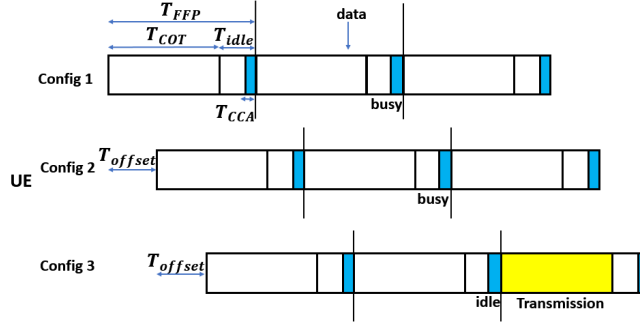 T_FFP
T_COT T_idle data
Config 1
busy
T_CCA
T_offset
Config 2
UE
busy
Config 3
T_offset
idle Transmission